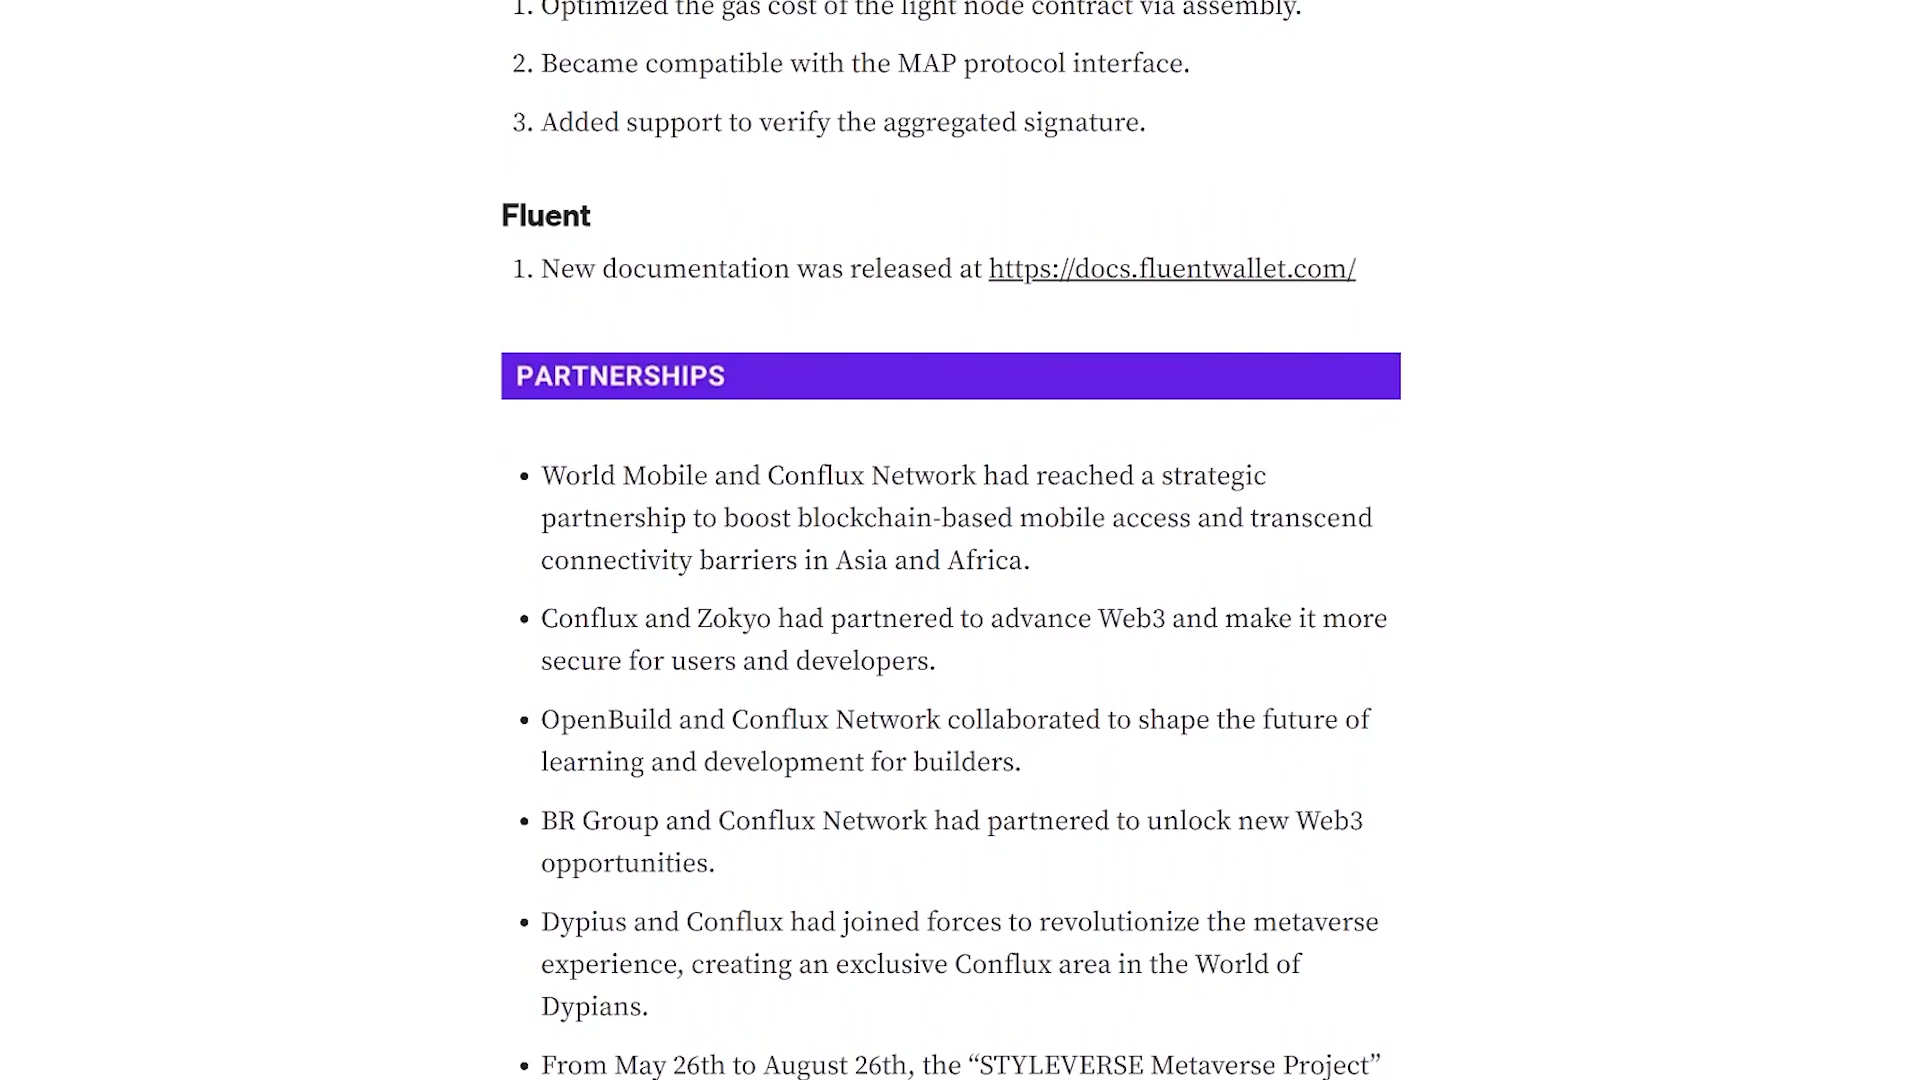 1. Optimized the gas cost of the light node contract via assembly.
2. Became compatible with the MAP protocol interface.
3. Added support to verify the aggregated signature.
Fluent
1. New documentation was released at https://docs.fluentwallet.com/
PARTNERSHIPS
• World Mobile and Conflux Network had reached a strategic
partnership to boost blockchain-based mobile access and transcend
connectivity barriers in Asia and Africa.
• Conflux and Zokyo had partnered to advance Web3 and make it more
secure for users and developers.
• OpenBuild and Conflux Network collaborated to shape the future of
learning and development for builders.
• BR Group and Conflux Network had partnered to unlock new Web3
opportunities.
• Dypius and Conflux had joined forces to revolutionize the metaverse
experience, creating an exclusive Conflux area in the World of
Dypians.
• From May 26th to August 26th, the “STYLEVERSE Metaverse Project”